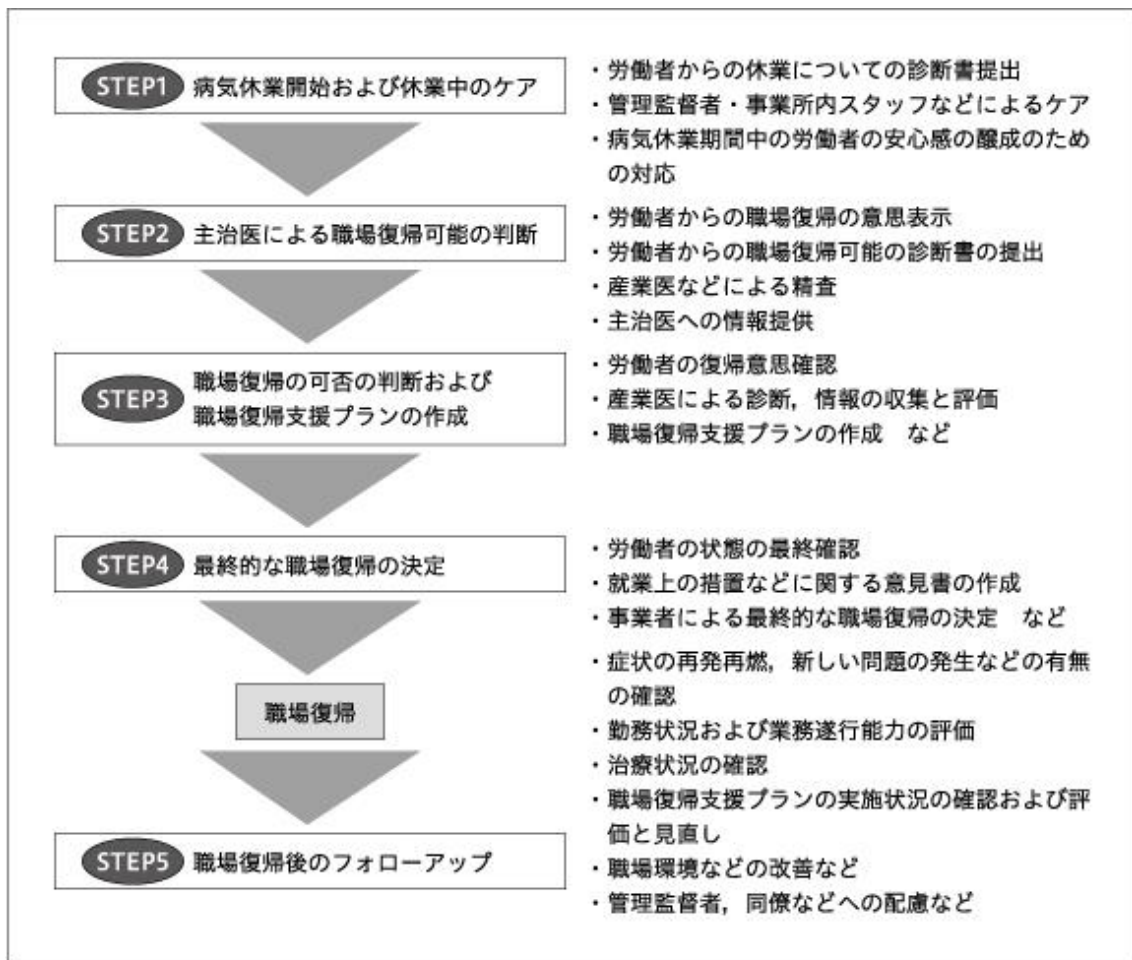 STEP1 病気休業開始および休業中のケア
・労働者からの休業についての診断書提出
・管理監督者・事業所内スタッフなどによるケア
・病気休業期間中の労働者の安心感の醸成のため
の対応
STEP2 主治医による職場復帰可能の判断
・労働者からの職場復帰の意思表示
・労働者からの職場復帰可能の診断書の提出
・産業医などによる精査
・主治医への情報提供
STEP3 職場復帰の可否の判断および
職場復帰支援プランの作成
・労働者の復帰意思確認
・産業医による診断，情報の収集と評価
・職場復帰支援プランの作成　など
STEP4 最終的な職場復帰の決定
・労働者の状態の最終確認
・就業上の措置などに関する意見書の作成
・事業者による最終的な職場復帰の決定　など
職場復帰
STEP5 職場復帰後のフォローアップ
・症状の再発再燃，新しい問題の発生などの有無
の確認
・勤務状況および業務遂行能力の評価
・治療状況の確認
・職場復帰支援プランの実施状況の確認および評
価と見直し
・職場環境などの改善など
・管理監督者，同僚などへの配慮など